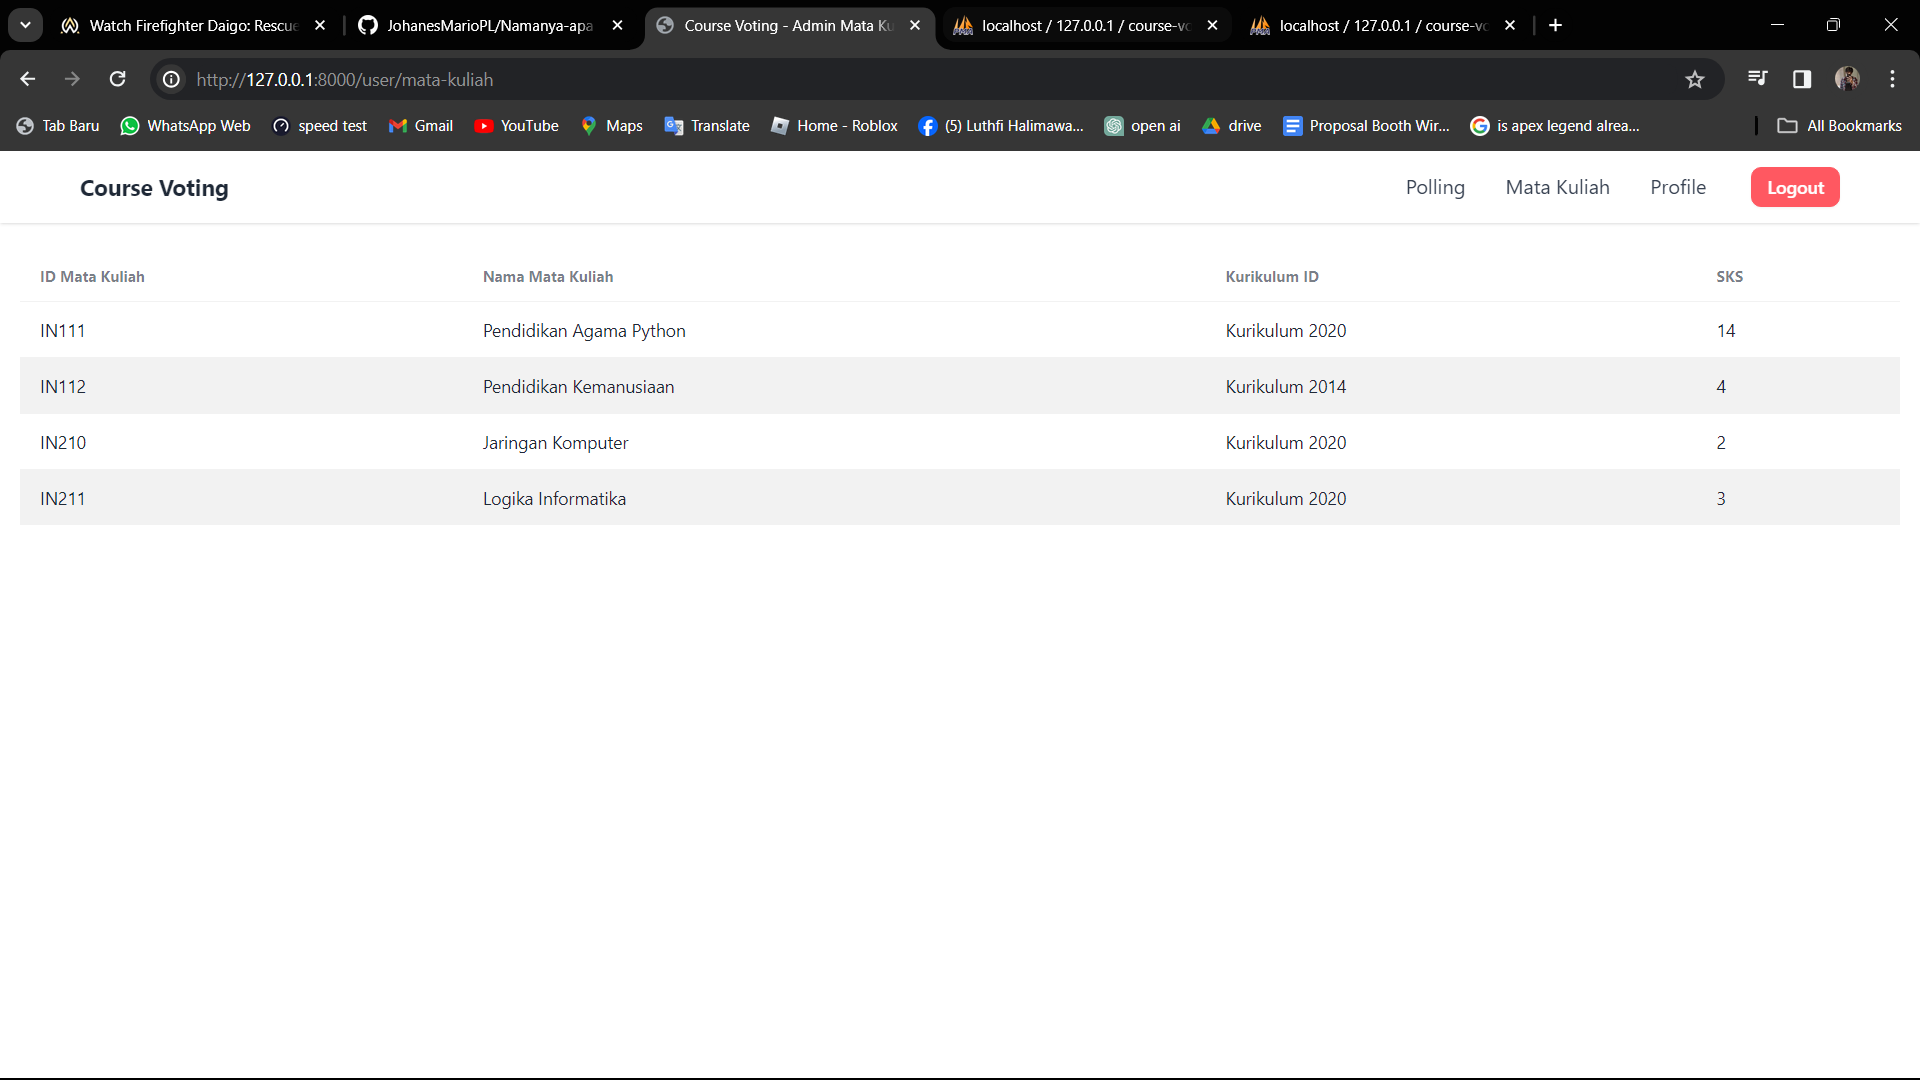 Watch Firefighter Daigo: Rescue
JohanesMarioPL/Namanya-apa
Course Voting - Admin Mata Ku
localhost / 127.0.0.1 / course-vo
localhost / 127.0.0.1 / course-vo
http://127.0.0.1:8000/user/mata-kuliah
Tab Baru
WhatsApp Web
speed test
Gmail
YouTube
Maps
Translate
Home - Roblox
(5) Luthfi Halimawa...
open ai
drive
Proposal Booth Wir...
is apex legend alrea...
All Bookmarks
Course Voting
Polling
Mata Kuliah
Profile
Logout
ID Mata Kuliah Nama Mata Kuliah Kurikulum ID SKS
IN111 Pendidikan Agama Python Kurikulum 2020 14
IN112 Pendidikan Kemanusiaan Kurikulum 2014 4
IN210 Jaringan Komputer Kurikulum 2020 2
IN211 Logika Informatika Kurikulum 2020 3